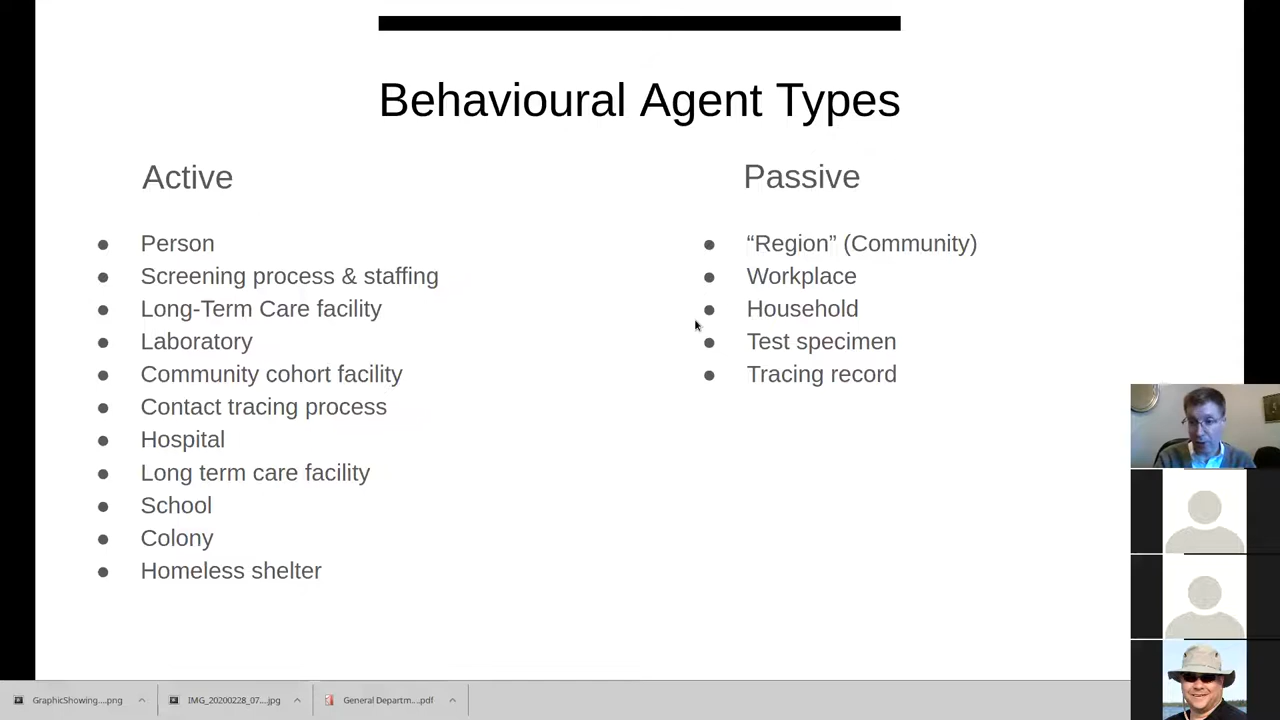 Behavioural Agent Types
Active
● Person
● Screening process & staffing
● Long-Term Care facility
● Laboratory
● Community cohort facility
● Contact tracing process
● Hospital
● Long term care facility
● School
● Colony
● Homeless shelter
Passive
● “Region” (Community)
● Workplace
● Household
● Test specimen
● Tracing record
GraphicShowing....png
IMG_20200228_07....jpg
General Departm....pdf